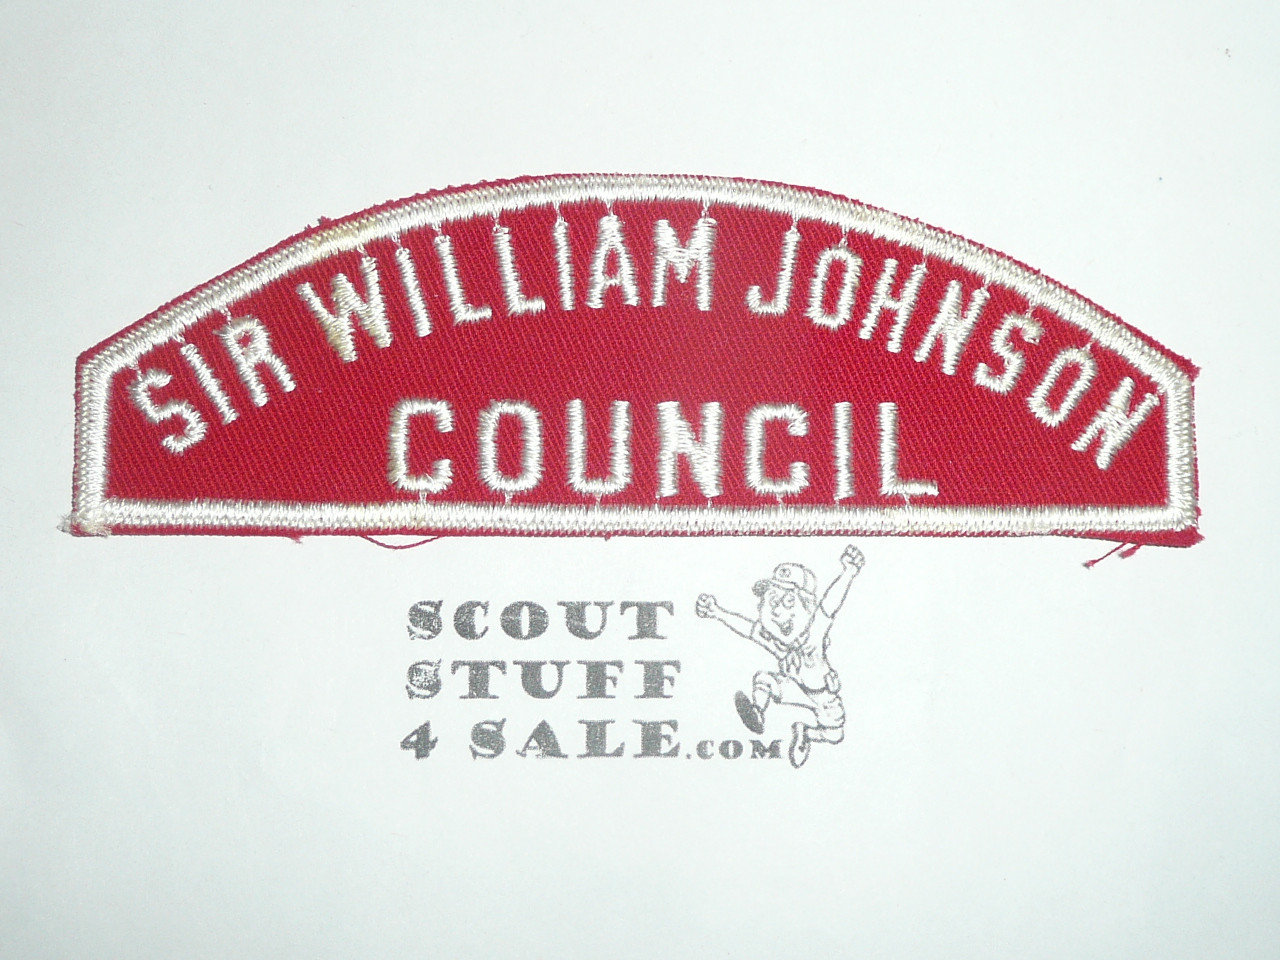 SIR WILLIAM JOHNSON
COUNCIL
SCOUT
STUFF
4 SALE.COM